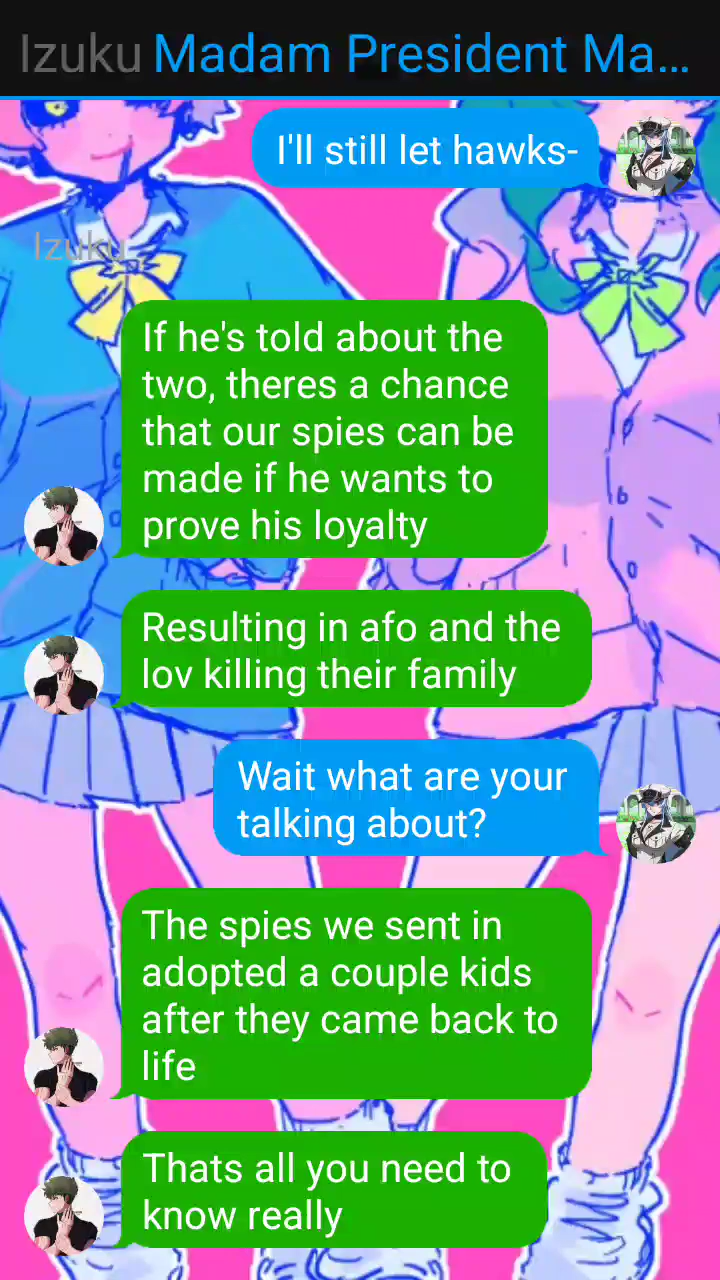 Izuku Madam President Ma...
I'll still let hawks-
Izuku
If he's told about the
two, theres a chance
that our spies can be
made if he wants to
prove his loyalty
Resulting in afo and the
lov killing their family
Wait what are your
talking about?
The spies we sent in
adopted a couple kids
after they came back to
life
Thats all you need to
know really